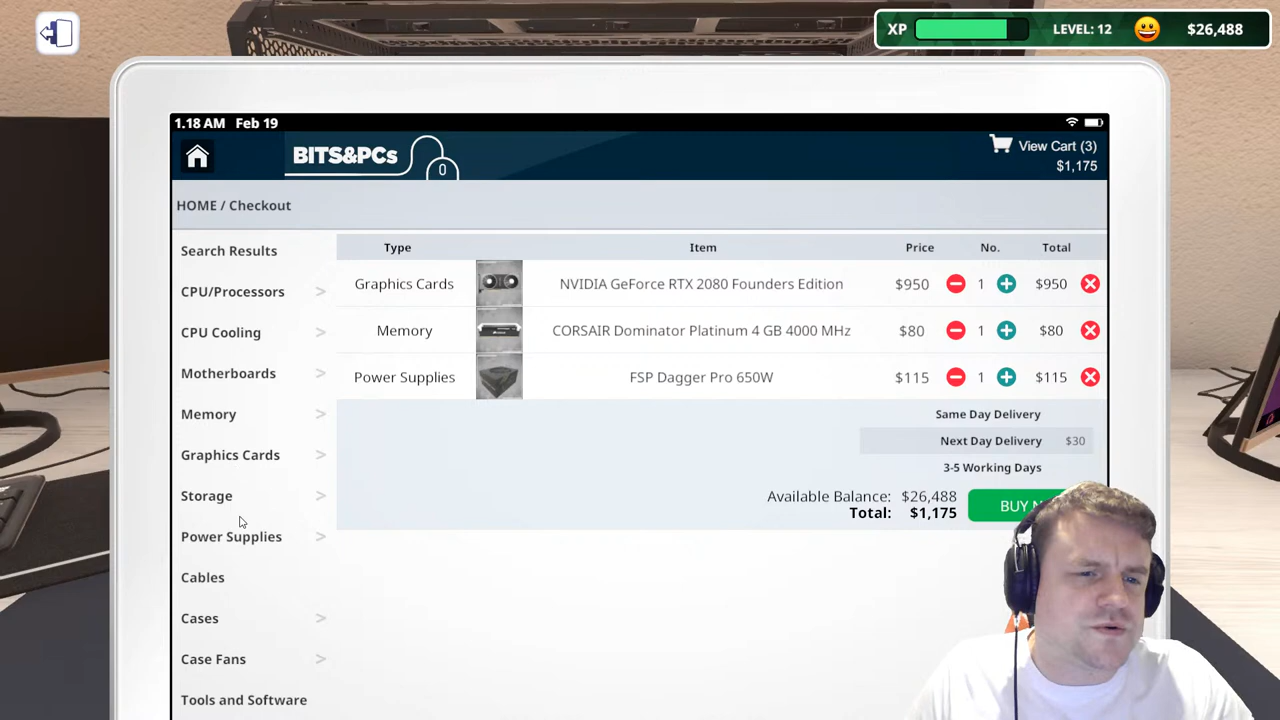 XP LEVEL: 12 $26,488
1.18 AM Feb 19
BITS&PCs 0
View Cart (3)
$1,175
HOME / Checkout
Search Results
CPU/Processors >
CPU Cooling >
Motherboards >
Memory >
Graphics Cards >
Storage >
Power Supplies >
Cables
Cases >
Case Fans >
Tools and Software
Type Item Price No. Total
Graphics Cards NVIDIA GeForce RTX 2080 Founders Edition $950 1 $950
Memory CORSAIR Dominator Platinum 4 GB 4000 MHz $80 1 $80
Power Supplies FSP Dagger Pro 650W $115 1 $115
Same Day Delivery
Next Day Delivery $30
3-5 Working Days
Available Balance: $26,488
Total: $1,175
BUY